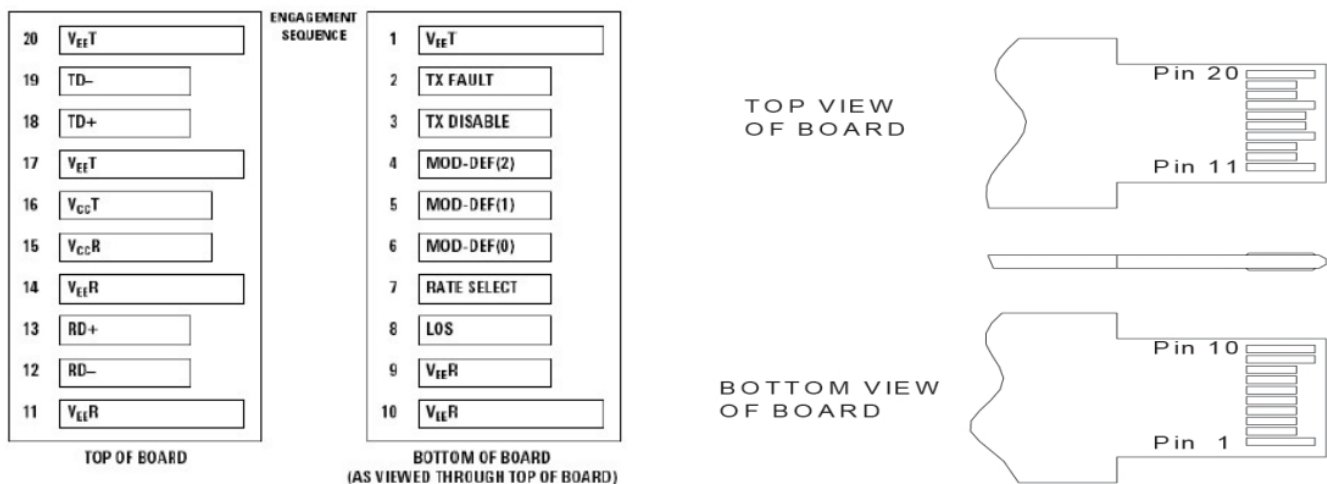 20 VEET
19 TD–
18 TD+
17 VEET
16 VCCT
15 VCCR
14 VEER
13 RD+
12 RD–
11 VEER
TOP OF BOARD
ENGAGEMENT
SEQUENCE
1 VEET
2 TX FAULT
3 TX DISABLE
4 MOD-DEF(2)
5 MOD-DEF(1)
6 MOD-DEF(0)
7 RATE SELECT
8 LOS
9 VEER
10 VEER
BOTTOM OF BOARD
(AS VIEWED THROUGH TOP OF BOARD)
TOP VIEW
OF BOARD
Pin 20
Pin 11
BOTTOM VIEW
OF BOARD
Pin 10
Pin 1